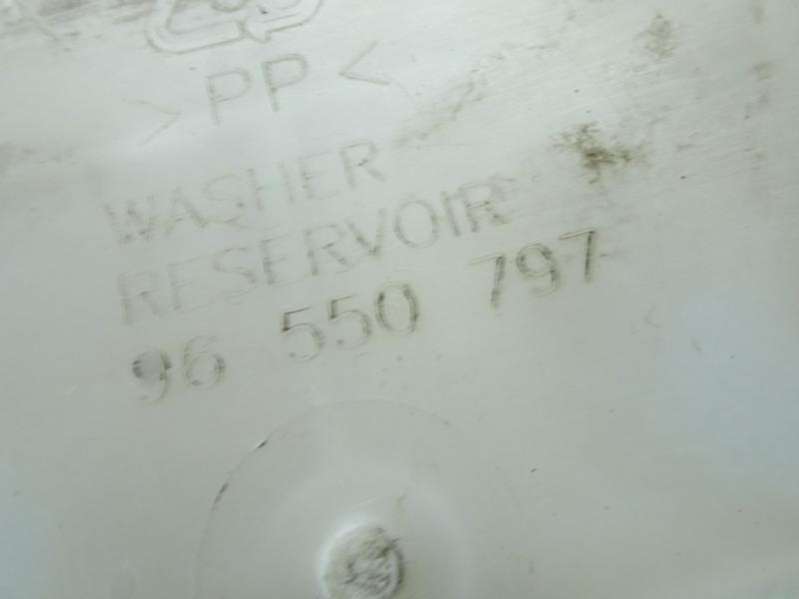 >PP<
WASHER
RESERVOIR
96 550 797